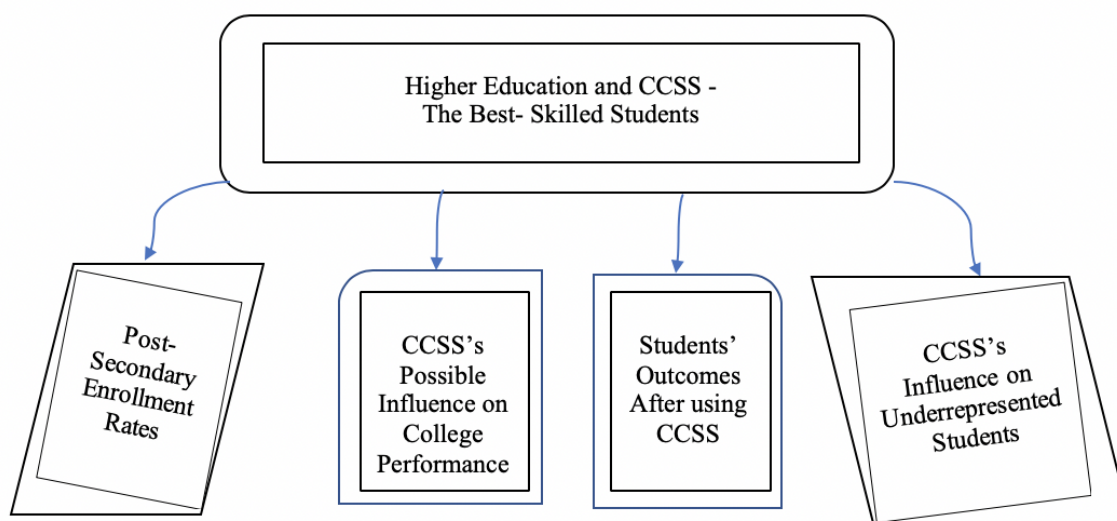 Higher Education and CCSS -
The Best- Skilled Students
Post-
Secondary
Enrollment
Rates
CCSS’s
Possible
Influence on
College
Performance
Students’
Outcomes
After using
CCSS
CCSS’s
Influence on
Underrepresented
Students